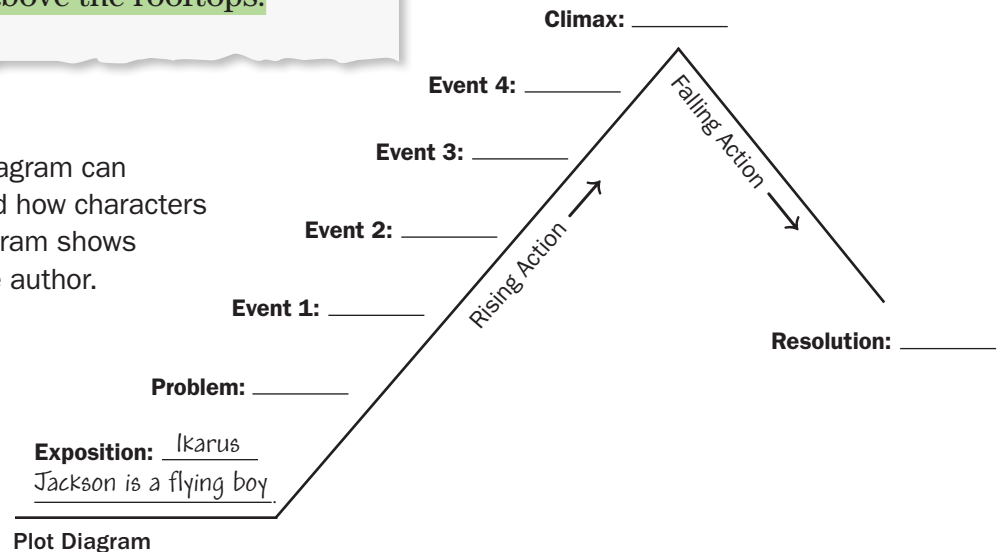 above the rooftops.
Climax:
Event 4:
Falling Action
Event 3:
agram can
d how characters
ram shows
e author.
Event 2:
Rising Action
Event 1:
Resolution:
Problem:
Exposition: Ikarus
Jackson is a flying boy.
Plot Diagram